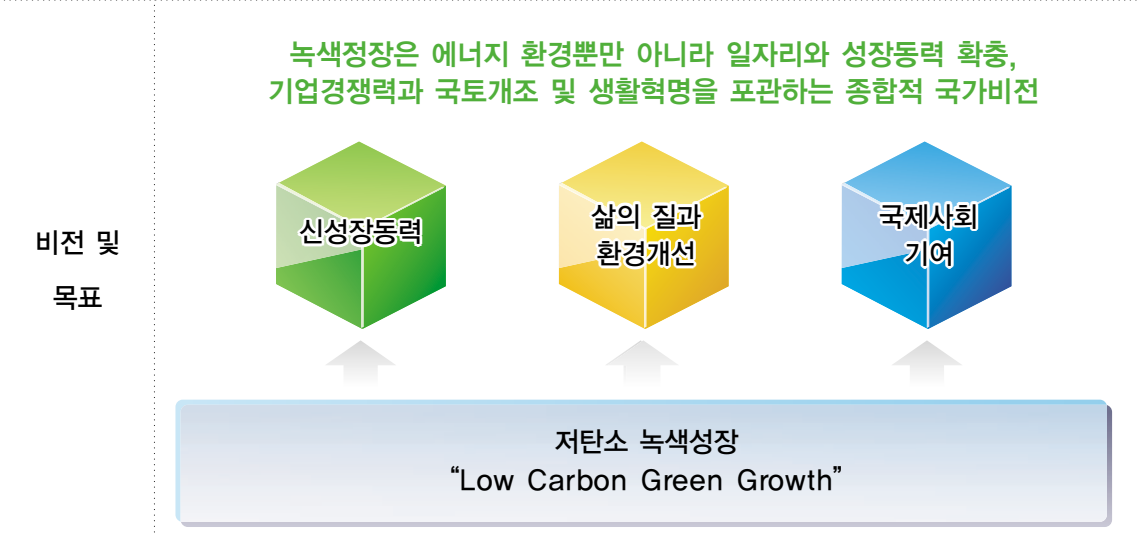 녹색정장은 에너지 환경뿐만 아니라 일자리와 성장동력 확충,
기업경쟁력과 국토개조 및 생활혁명을 포관하는 종합적 국가비전
비전 및
목표
신성장동력
삶의 질과
환경개선
국제사회
기여
저탄소 녹색성장
“Low Carbon Green Growth”